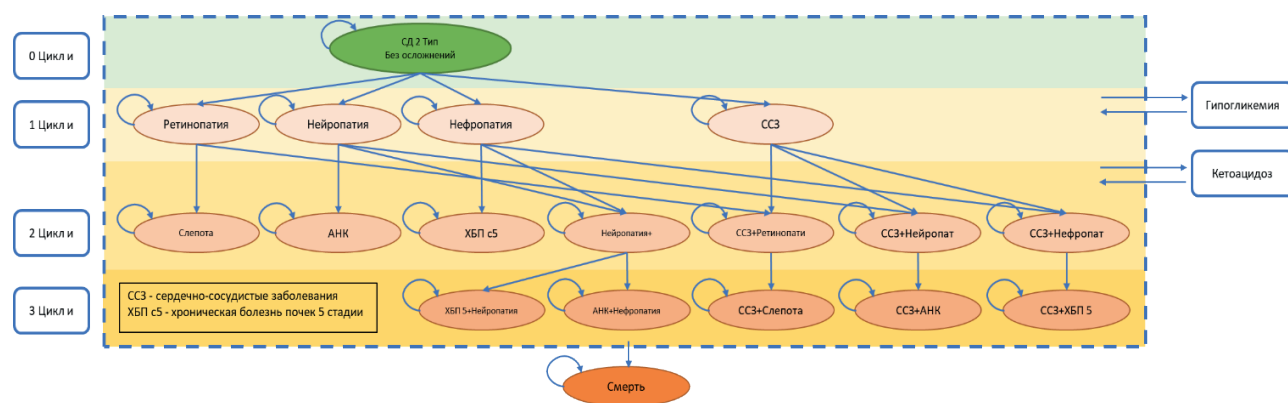 СД 2 Тип
Без осложнений
0 Цикл и
Гипогликемия
1 Цикл и
Ретинопатия
Нейропатия
Нефропатия
ССЗ
Кетоацидоз
2 Цикл и
Слепота
АНК
ХБП с5
Нейропатия+
ССЗ+Ретинопати
ССЗ+Нейропат
ССЗ+Нефропат
3 Цикл и
ССЗ - сердечно-сосудистые заболевания
ХБП с5 - хроническая болезнь почек 5 стадии
ХБП 5+Нейропатия
АНК+Нефропатия
ССЗ+Слепота
ССЗ+АНК
ССЗ+ХБП 5
Смерть